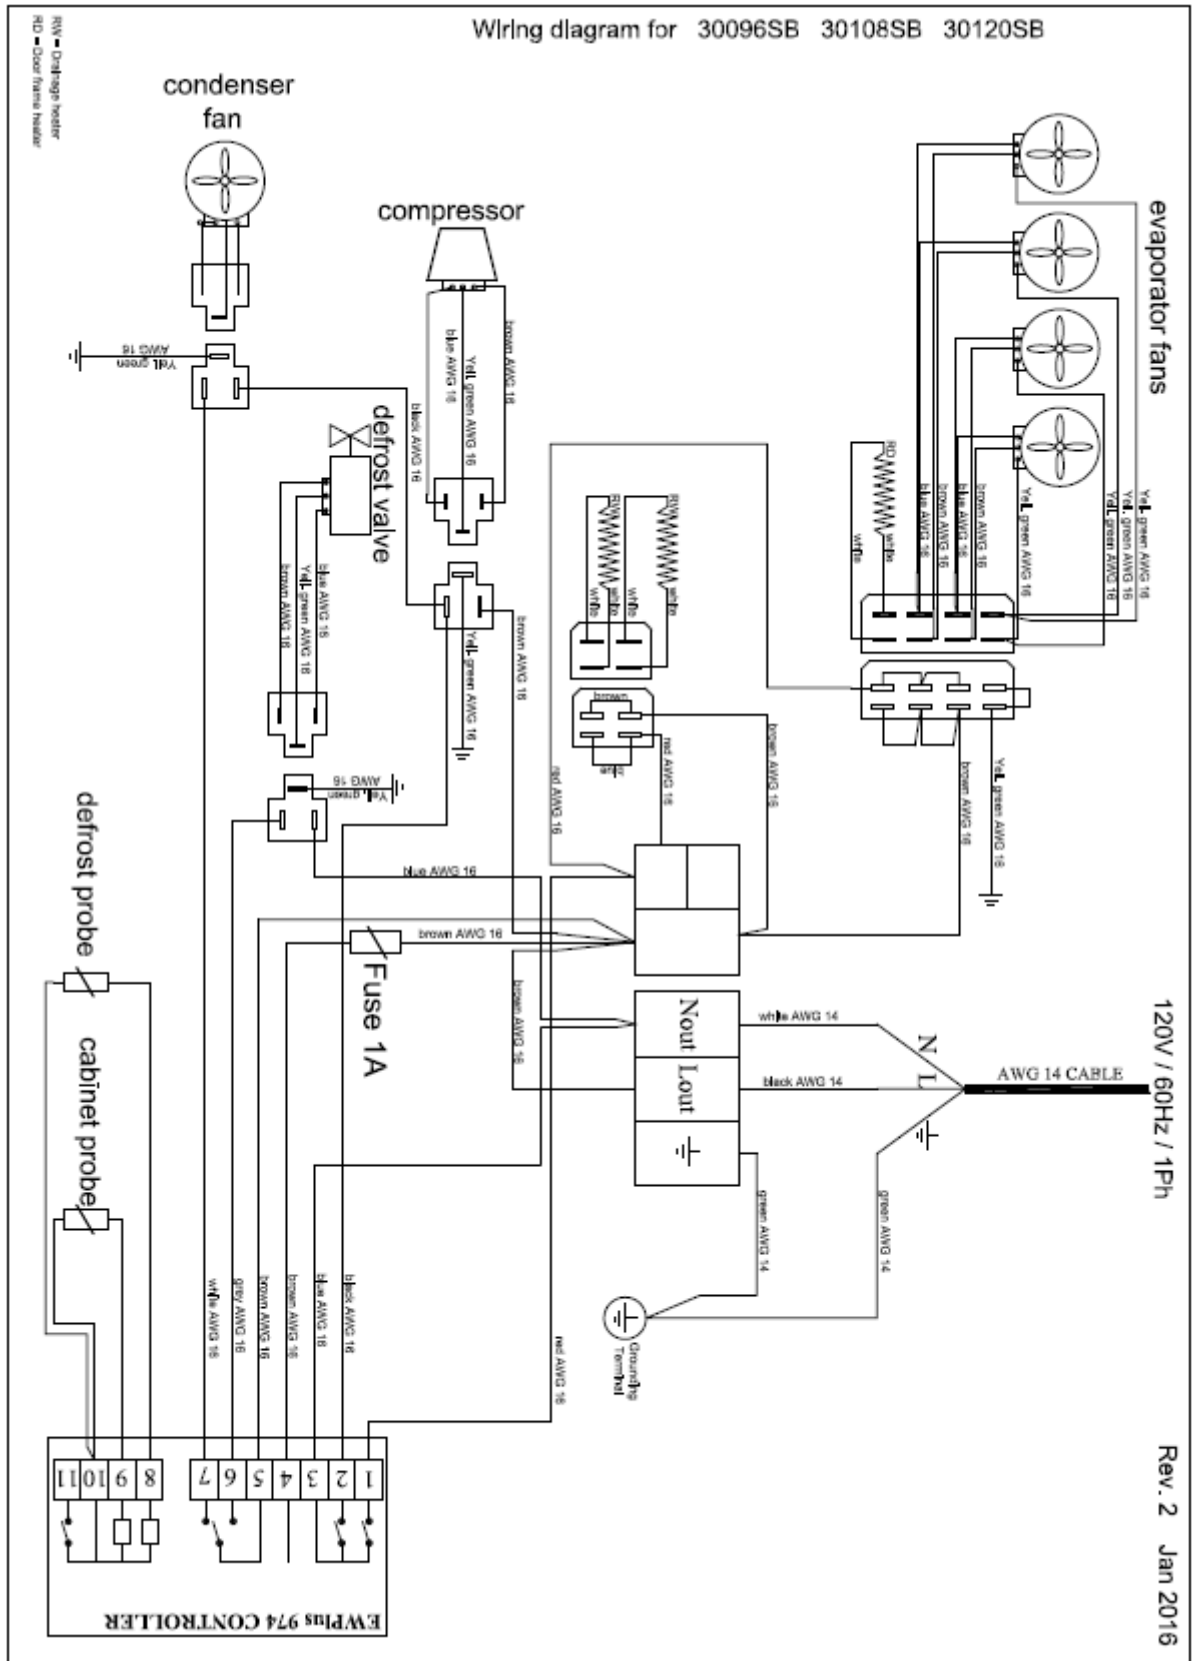 Wiring diagram for 30096SB 30108SB 30120SB
RW = Drainage heater
RD = Door frame heater
condenser
fan
compressor
evaporator fans
defrost valve
Yell. green
AWG 16
black AWG 16
blue AWG 16
Yell. green AWG 16
brown AWG 16
blue AWG 16
Yell. green AWG 16
brown AWG 16
Yell. green AWG 16
brown AWG 16
Yell. green
AWG 16
RW
white
white
RW
white
white
brown
white
red AWG 16
brown AWG 16
red AWG 16
RD
white
white
blue AWG 16
brown AWG 16
blue AWG 16
brown AWG 16
Yell. green AWG 16
Yell. green AWG 16
Yell. green AWG 16
Yell. green AWG 16
brown AWG 16
Yell. green AWG 16
blue AWG 16
brown AWG 16
Fuse 1A
brown AWG 16
defrost probe
cabinet probe
Nout
Lout
white AWG 14
black AWG 14
N
L
AWG 14 CABLE
120V / 60Hz / 1Ph
green AWG 14
green AWG 14
Grounding
Terminal
white AWG 16
grey AWG 16
brown AWG 16
brown AWG 16
blue AWG 16
black AWG 16
red AWG 16
11 10 9 8
7 6 5 4 3 2 1
EWPlus 974 CONTROLLER
Rev. 2 Jan 2016